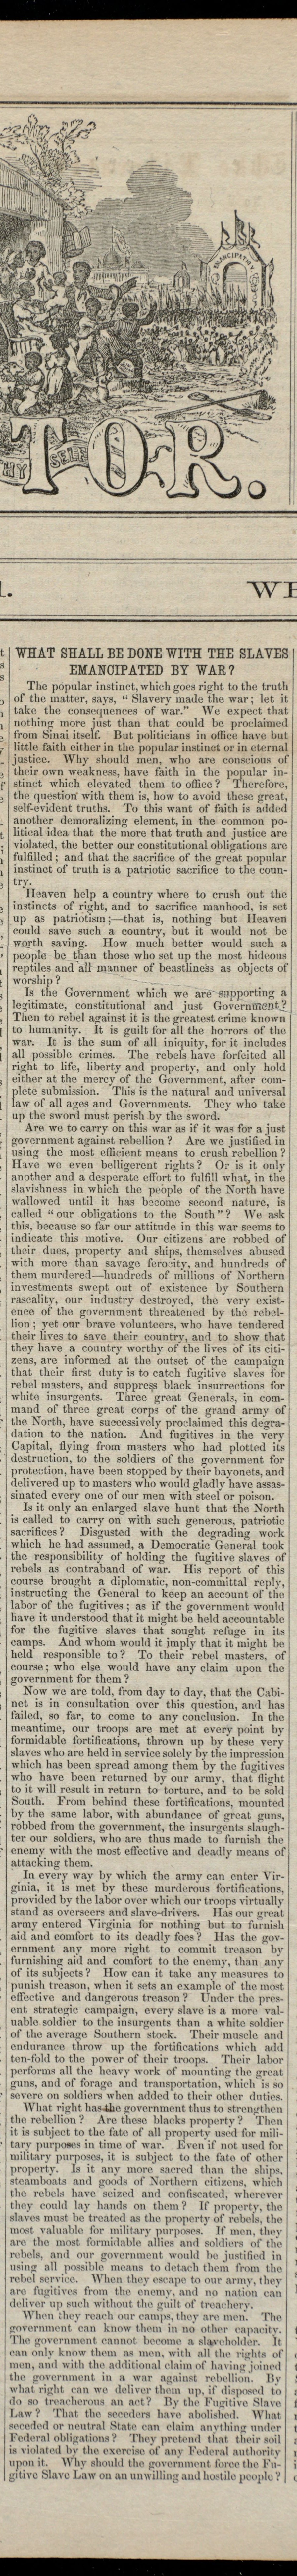 EMANCIPATION
THY SELF
TOR.
1.
WE
WHAT SHALL BE DONE WITH THE SLAVES
EMANCIPATED BY WAR?
The popular instinct, which goes right to the truth
of the matter, says, "Slavery made the war; let it
take the consequences of war." We expect that
nothing more just than that could be proclaimed
from Sinai itself. But politicians in office have but
little faith either in the popular instinct or in eternal
justice. Why should men, who are conscious of
their own weakness, have faith in the popular in-
stinct which elevated them to office? Therefore,
the question with them is, how to avoid these great,
self-evident truths. To this want of faith is added
another demoralizing element, in the common po-
litical idea that the more that truth and justice are
violated, the better our constitutional obligations are
fulfilled; and that the sacrifice of the great popular
instinct of truth is a patriotic sacrifice to the coun-
try.
Heaven help a country where to crush out the
instincts of right, and to sacrifice manhood, is set
up as patriotism;—that is, nothing but Heaven
could save such a country, but it would not be
worth saving. How much better would such a
people be than those who set up the most hideous
reptiles and all manner of beastliness as objects of
worship?
Is the Government which we are supporting a
legitimate, constitutional and just Government?
Then to rebel against it is the greatest crime known
to humanity. It is guilt for all the horrors of the
war. It is the sum of all iniquity, for it includes
all possible crimes. The rebels have forfeited all
right to life, liberty and property, and only hold
either at the mercy of the Government, after com-
plete submission. This is the natural and universal
law of all ages and Governments. They who take
up the sword must perish by the sword.
Are we to carry on this war as if it was for a just
government against rebellion? Are we justified in
using the most efficient means to crush rebellion?
Have we even belligerent rights? Or is it only
another and a desperate effort to fulfil what, in the
slavishness in which the people of the North have
wallowed until it has become second nature, is
called "our obligations to the South"? We ask
this, because so far our attitude in this war seems to
indicate this motive. Our citizens are robbed of
their dues, property and ships, themselves abused
with more than savage ferocity, and hundreds of
them murdered—hundreds of millions of Northern
investments swept out of existence by Southern
rascality, our industry destroyed, the very exist-
ence of the government threatened by the rebel-
lion; yet our brave volunteers, who have tendered
their lives to save their country, and to show that
they have a country worthy of the lives of its citi-
zens, are informed at the outset of the campaign
that their first duty is to catch fugitive slaves for
rebel masters, and suppress black insurrections for
white insurgents. Three great Generals, in com-
mand of three great corps of the grand army of
the North, have successively proclaimed this degra-
dation to the nation. And fugitives in the very
Capital, flying from masters who had plotted its
destruction, to the soldiers of the government for
protection, have been stopped by their bayonets, and
delivered up to masters who would gladly have assas-
sinated every one of our men with steel or poison.
Is it only an enlarged slave hunt that the North
is called to carry on with such generous, patriotic
sacrifices? Disgusted with the degrading work
which he had assumed, a Democratic General took
the responsibility of holding the fugitive slaves of
rebels as contraband of war. His report of this
course brought a diplomatic, non-committal reply,
instructing the General to keep an account of the
labor of the fugitives; as if the government would
have it understood that it might be held accountable
for the fugitive slaves that sought refuge in its
camps. And whom would it imply that it might be
held responsible to? To their rebel masters, of
course; who else would have any claim upon the
government for them?
Now we are told, from day to day, that the Cabi-
net is in consultation over this question, and has
failed, so far, to come to any conclusion. In the
meantime, our troops are met at every point by
formidable fortifications, thrown up by these very
slaves who are held in service solely by the impression
which has been spread among them by the fugitives
who have been returned by our army, that flight
to it will result in return to torture, and to be sold
South. From behind these fortifications, mounted
by the same labor, with abundance of great guns,
robbed from the government, the insurgents slaugh-
ter our soldiers, who are thus made to furnish the
enemy with the most effective and deadly means of
attacking them.
In every way by which the army can enter Vir-
ginia, it is met by these murderous fortifications,
provided by the labor over which our troops virtually
stand as overseers and slave-drivers. Has our great
army entered Virginia for nothing but to furnish
aid and comfort to its deadly foes? Has the gov-
ernment any more right to commit treason by
furnishing aid and comfort to the enemy, than any
of its subjects? How can it take any measures to
punish treason, when it sets an example of the most
effective and dangerous treason? Under the pres-
ent strategic campaign, every slave is a more val-
uable soldier to the insurgents than a white soldier
of the average Southern stock. Their muscle and
endurance throw up the fortifications which add
ten-fold to the power of their troops. Their labor
performs all the heavy work of mounting the great
guns, and of forage and transportation, which is so
severe on soldiers when added to their other duties.
What right has the government thus to strengthen
the rebellion? Are these blacks property? Then
it is subject to the fate of all property used for mili-
tary purposes in time of war. Even if not used for
military purposes, it is subject to the fate of other
property. Is it any more sacred than the ships,
steamboats and goods of Northern citizens, which
the rebels have seized and confiscated, wherever
they could lay hands on them? If property, the
slaves must be treated as the property of rebels, the
most valuable for military purposes. If men, they
are the most formidable allies and soldiers of the
rebels, and our government would be justified in
using all possible means to detach them from the
rebel service. When they escape to our army, they
are fugitives from the enemy, and no nation can
deliver up such without the guilt of treachery.
When they reach our camps, they are men. The
government can know them in no other capacity.
The government cannot become a slaveholder. It
can only know them as men, with all the rights of
men, and with the additional claim of having joined
the government in a war against rebellion. By
what right can we deliver them up, if disposed to
do so treacherous an act? By the Fugitive Slave
Law? That the seceders have abolished. What
seceded or neutral State can claim anything under
Federal obligations? They pretend that their soil
is violated by the exercise of any Federal authority
upon it. Why should the government force the Fu-
gitive Slave Law on an unwilling and hostile people?